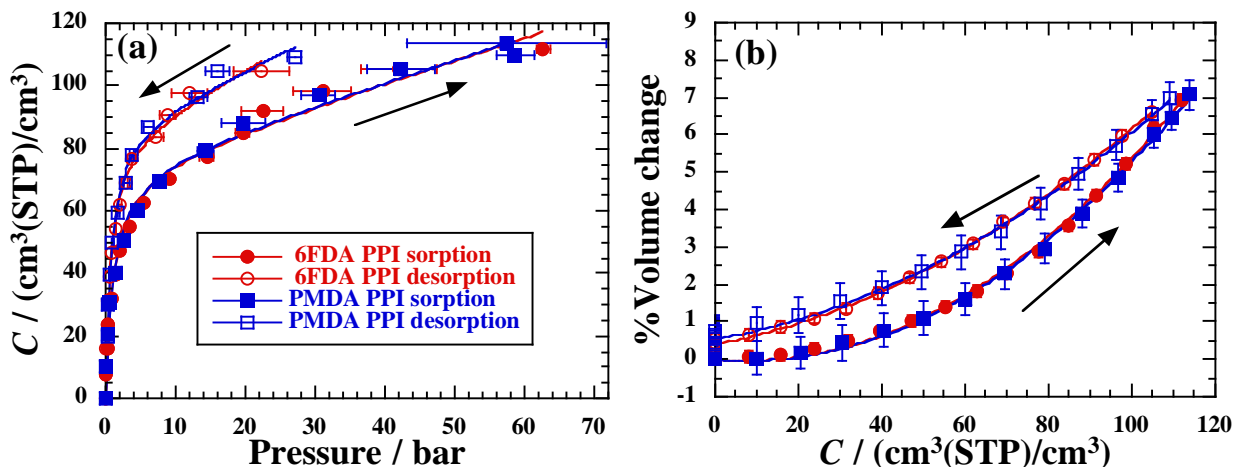 (a)
C / (cm³(STP)/cm³)
120
100
80
60
40
20
0
6FDA PPI sorption
6FDA PPI desorption
PMDA PPI sorption
PMDA PPI desorption
0 10 20 30 40 50 60 70
Pressure / bar
(b)
% Volume change
9
8
7
6
5
4
3
2
1
0
-1
0 20 40 60 80 100 120
C / (cm³(STP)/cm³)